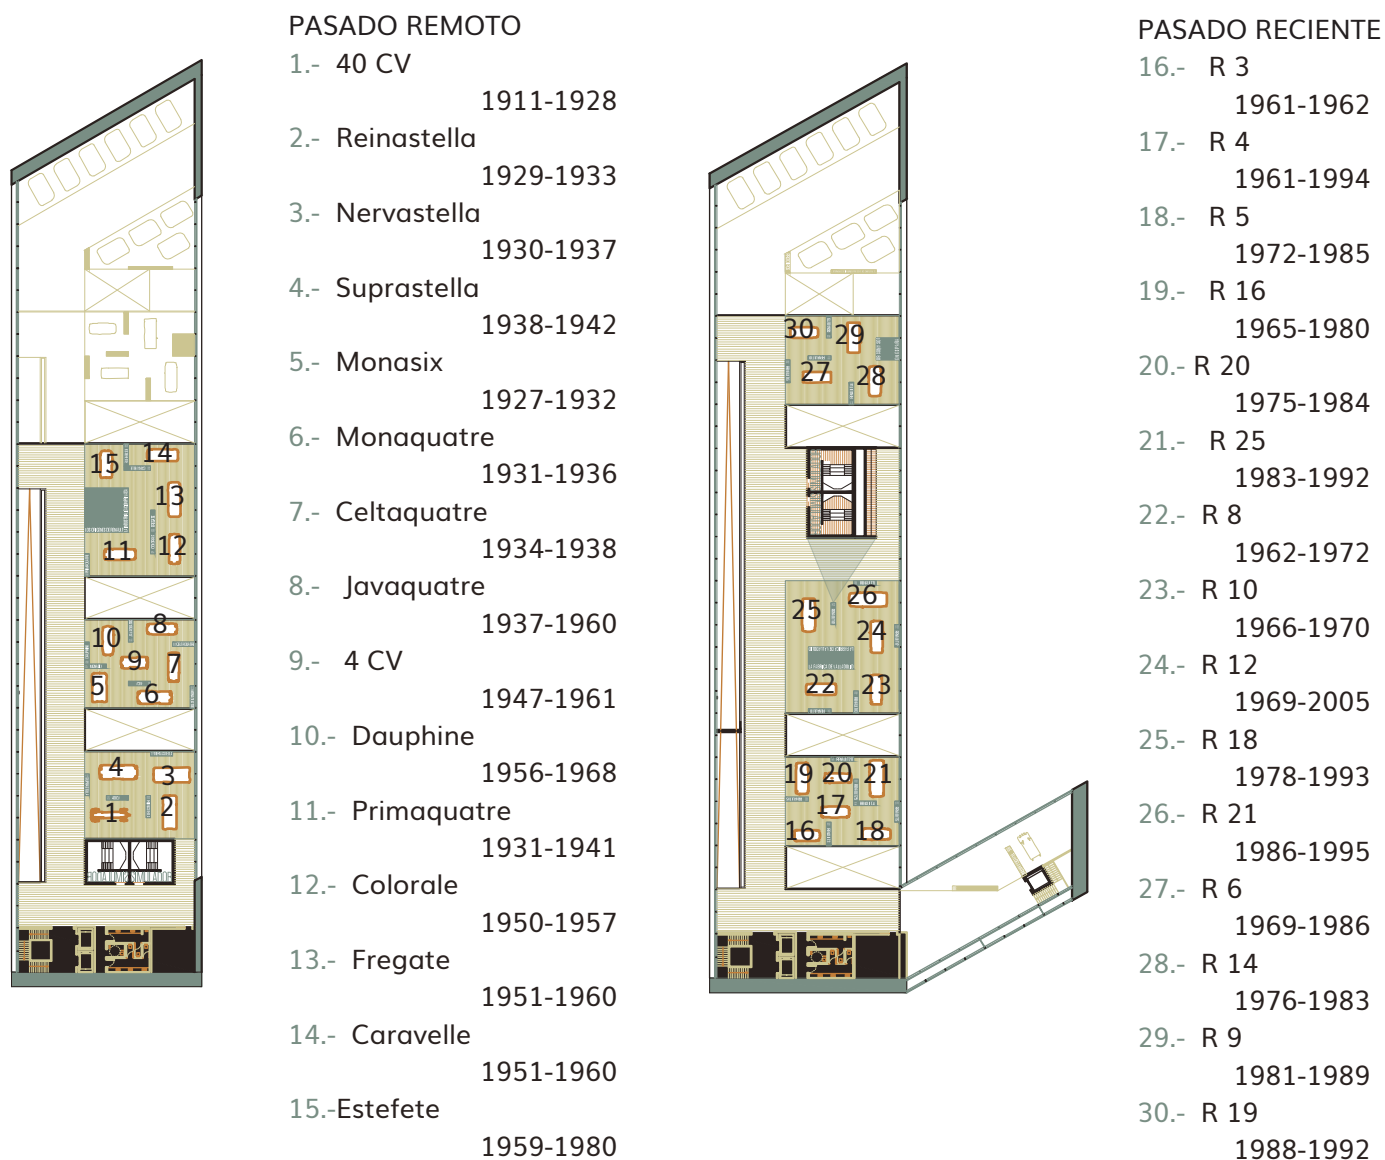 PASADO REMOTO
1.- 40 CV
1911-1928
2.- Reinastella
1929-1933
3.- Nervastella
1930-1937
4.- Suprastella
1938-1942
5.- Monasix
1927-1932
6.- Monaquatre
1931-1936
7.- Celtaquatre
1934-1938
8.- Javaquatre
1937-1960
9.- 4 CV
1947-1961
10.- Dauphine
1956-1968
11.- Primaquatre
1931-1941
12.- Colorale
1950-1957
13.- Fregate
1951-1960
14.- Caravelle
1951-1960
15.-Estefete
1959-1980
PASADO RECIENTE
16.- R 3
1961-1962
17.- R 4
1961-1994
18.- R 5
1972-1985
19.- R 16
1965-1980
20.- R 20
1975-1984
21.- R 25
1983-1992
22.- R 8
1962-1972
23.- R 10
1966-1970
24.- R 12
1969-2005
25.- R 18
1978-1993
26.- R 21
1986-1995
27.- R 6
1969-1986
28.- R 14
1976-1983
29.- R 9
1981-1989
30.- R 19
1988-1992
15 14
13
11 12
10 8
9 7
5 6
4 3
1 2
30 29
27 28
26
25
24
22 23
19 20 21
17
16 18